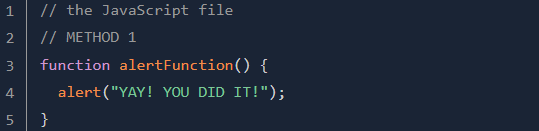 1 // the JavaScript file
2 // METHOD 1
3 function alertFunction() {
4   alert("YAY! YOU DID IT!");
5 }